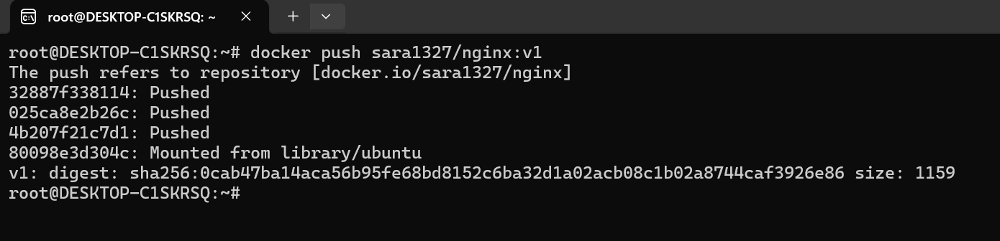 root@DESKTOP-C1SKRSQ: ~
root@DESKTOP-C1SKRSQ:~# docker push sara1327/nginx:v1
The push refers to repository [docker.io/sara1327/nginx]
32887f338114: Pushed
025ca8e2b26c: Pushed
4b207f21c7d1: Pushed
80098e3d304c: Mounted from library/ubuntu
v1: digest: sha256:0cab47ba14aca56b95fe68bd8152c6ba32d1a02acb08c1b02a8744caf3926e86 size: 1159
root@DESKTOP-C1SKRSQ:~#